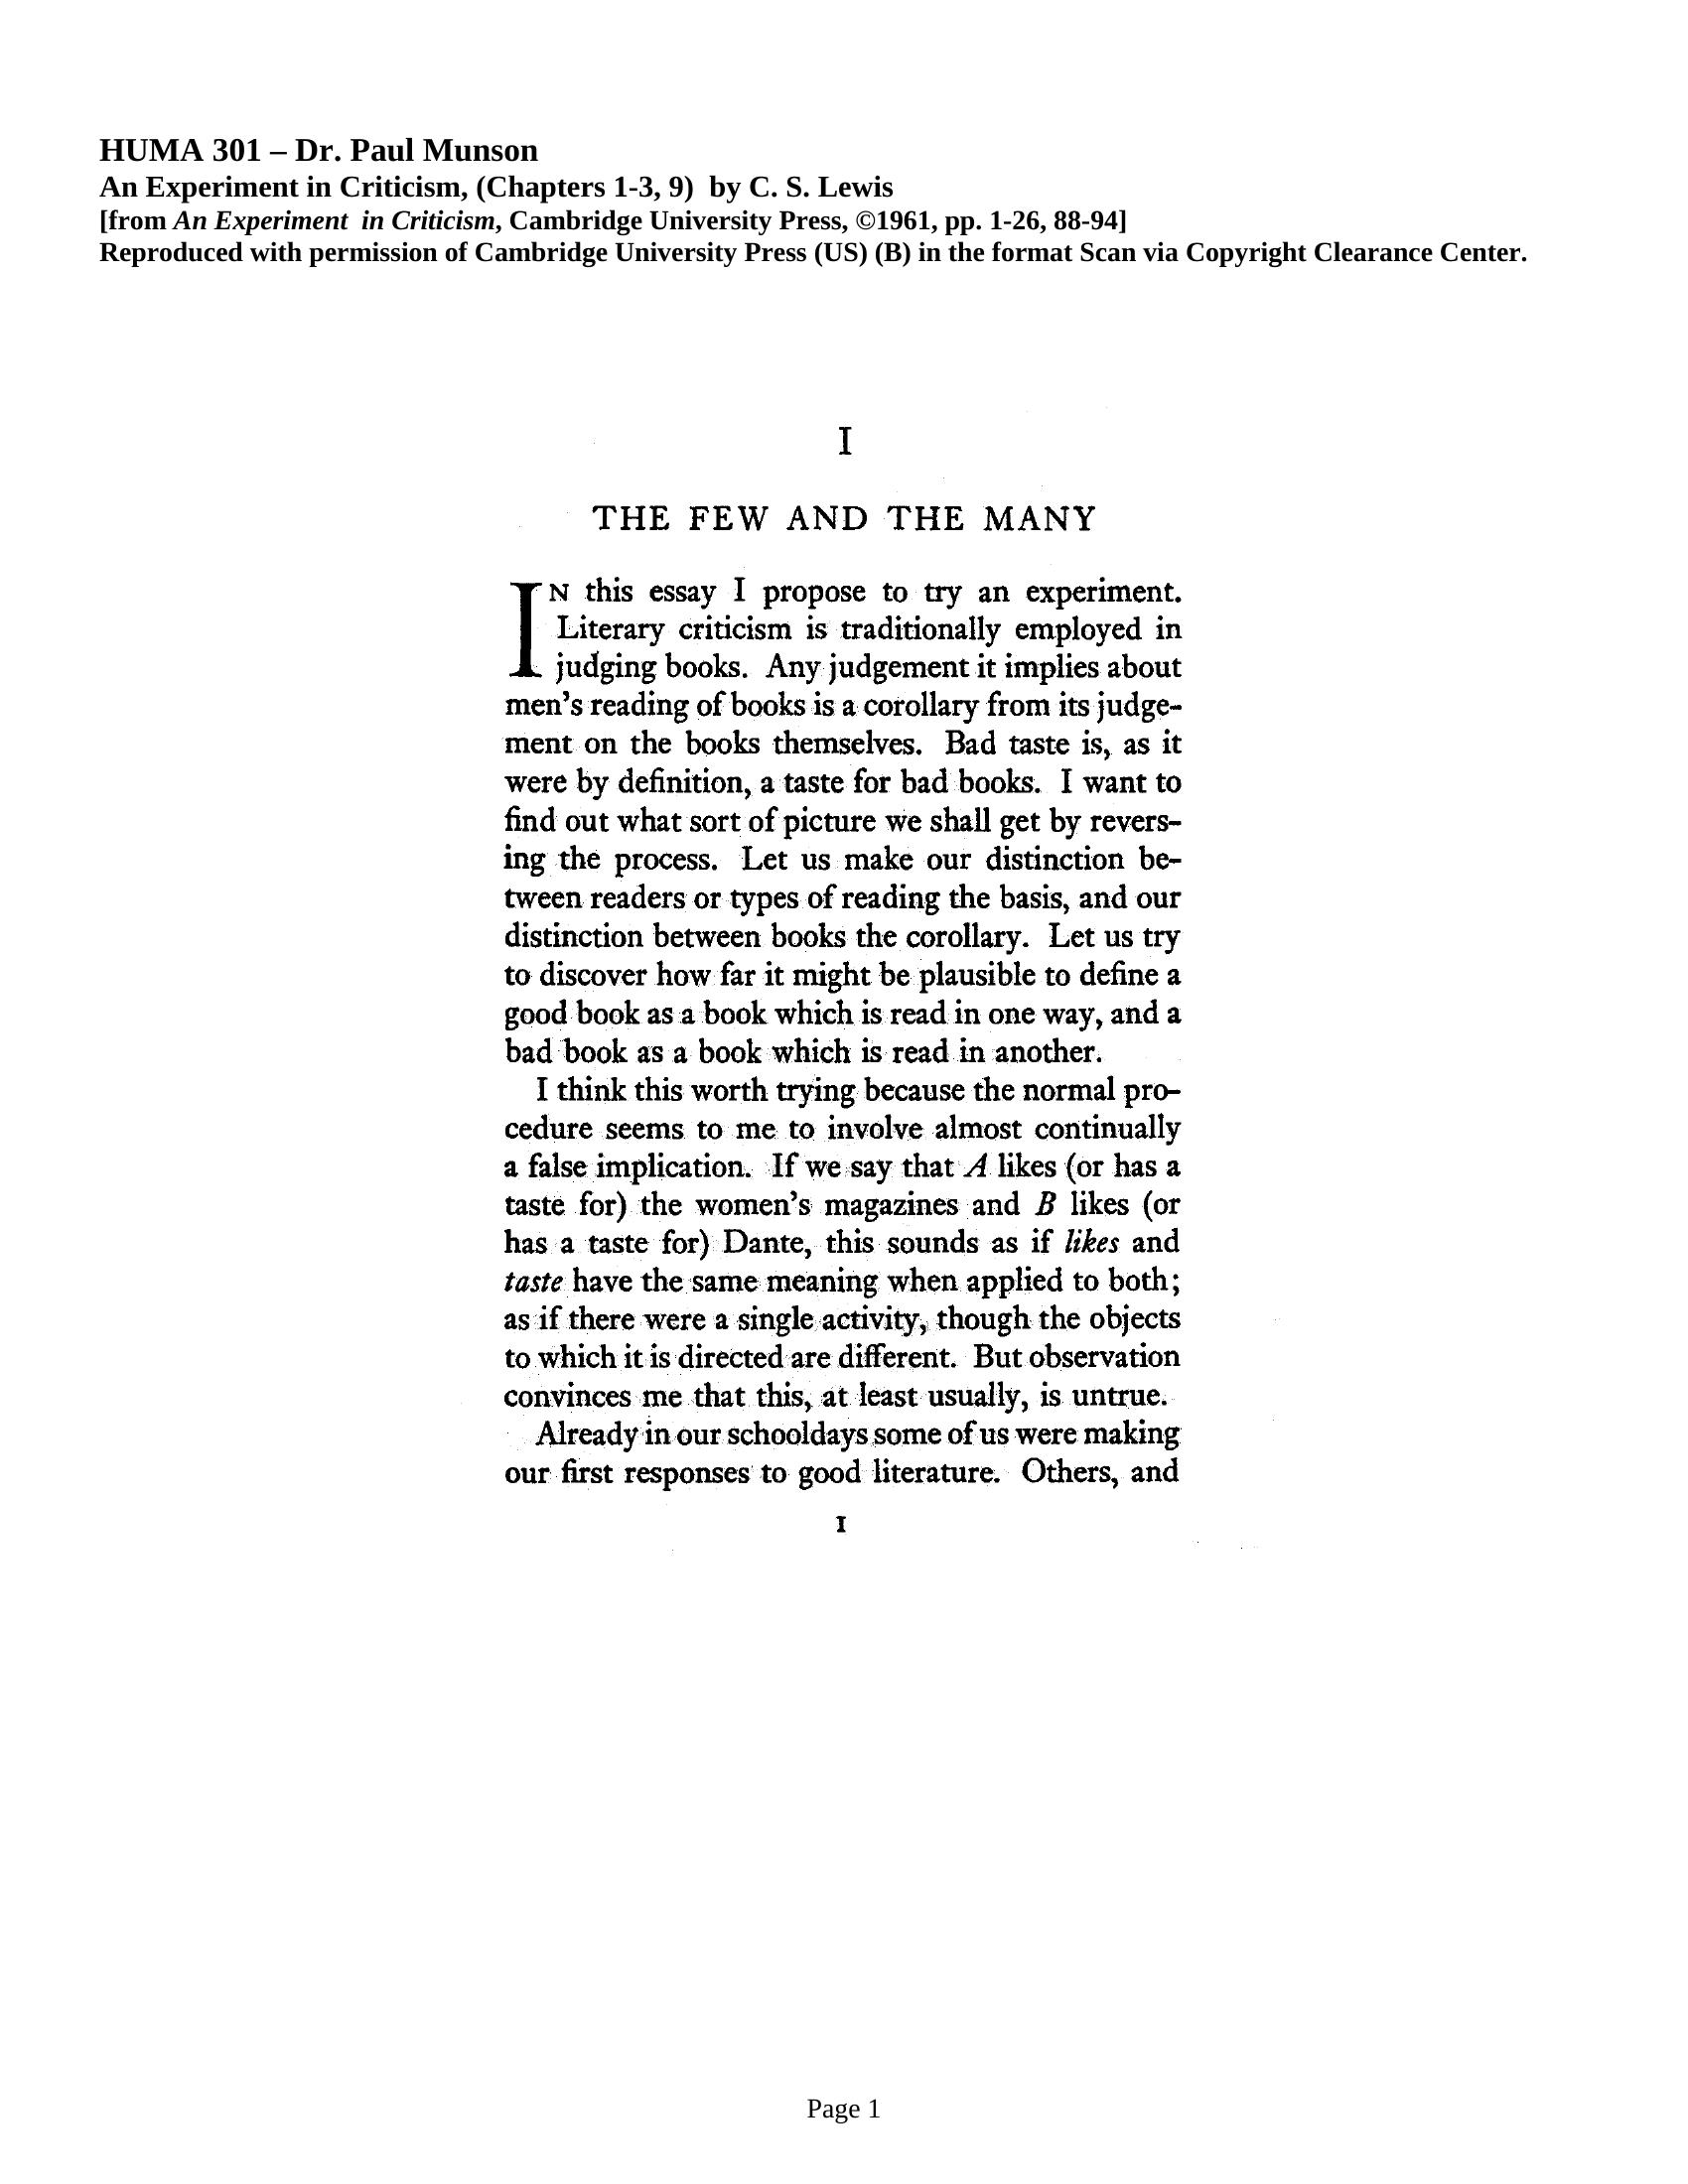 HUMA 301 – Dr. Paul Munson
An Experiment in Criticism, (Chapters 1-3, 9) by C. S. Lewis
[from An Experiment in Criticism, Cambridge University Press, ©1961, pp. 1-26, 88-94]
Reproduced with permission of Cambridge University Press (US) (B) in the format Scan via Copyright Clearance Center.
I
THE FEW AND THE MANY
IN this essay I propose to try an experiment.
Literary criticism is traditionally employed in
judging books. Any judgement it implies about
men's reading of books is a corollary from its judge-
ment on the books themselves. Bad taste is, as it
were by definition, a taste for bad books. I want to
find out what sort of picture we shall get by revers-
ing the process. Let us make our distinction be-
tween readers or types of reading the basis, and our
distinction between books the corollary. Let us try
to discover how far it might be plausible to define a
good book as a book which is read in one way, and a
bad book as a book which is read in another.
I think this worth trying because the normal pro-
cedure seems to me to involve almost continually
a false implication. If we say that A likes (or has a
taste for) the women's magazines and B likes (or
has a taste for) Dante, this sounds as if likes and
taste have the same meaning when applied to both;
as if there were a single activity, though the objects
to which it is directed are different. But observation
convinces me that this, at least usually, is untrue.
Already in our schooldays some of us were making
our first responses to good literature. Others, and
1
Page 1